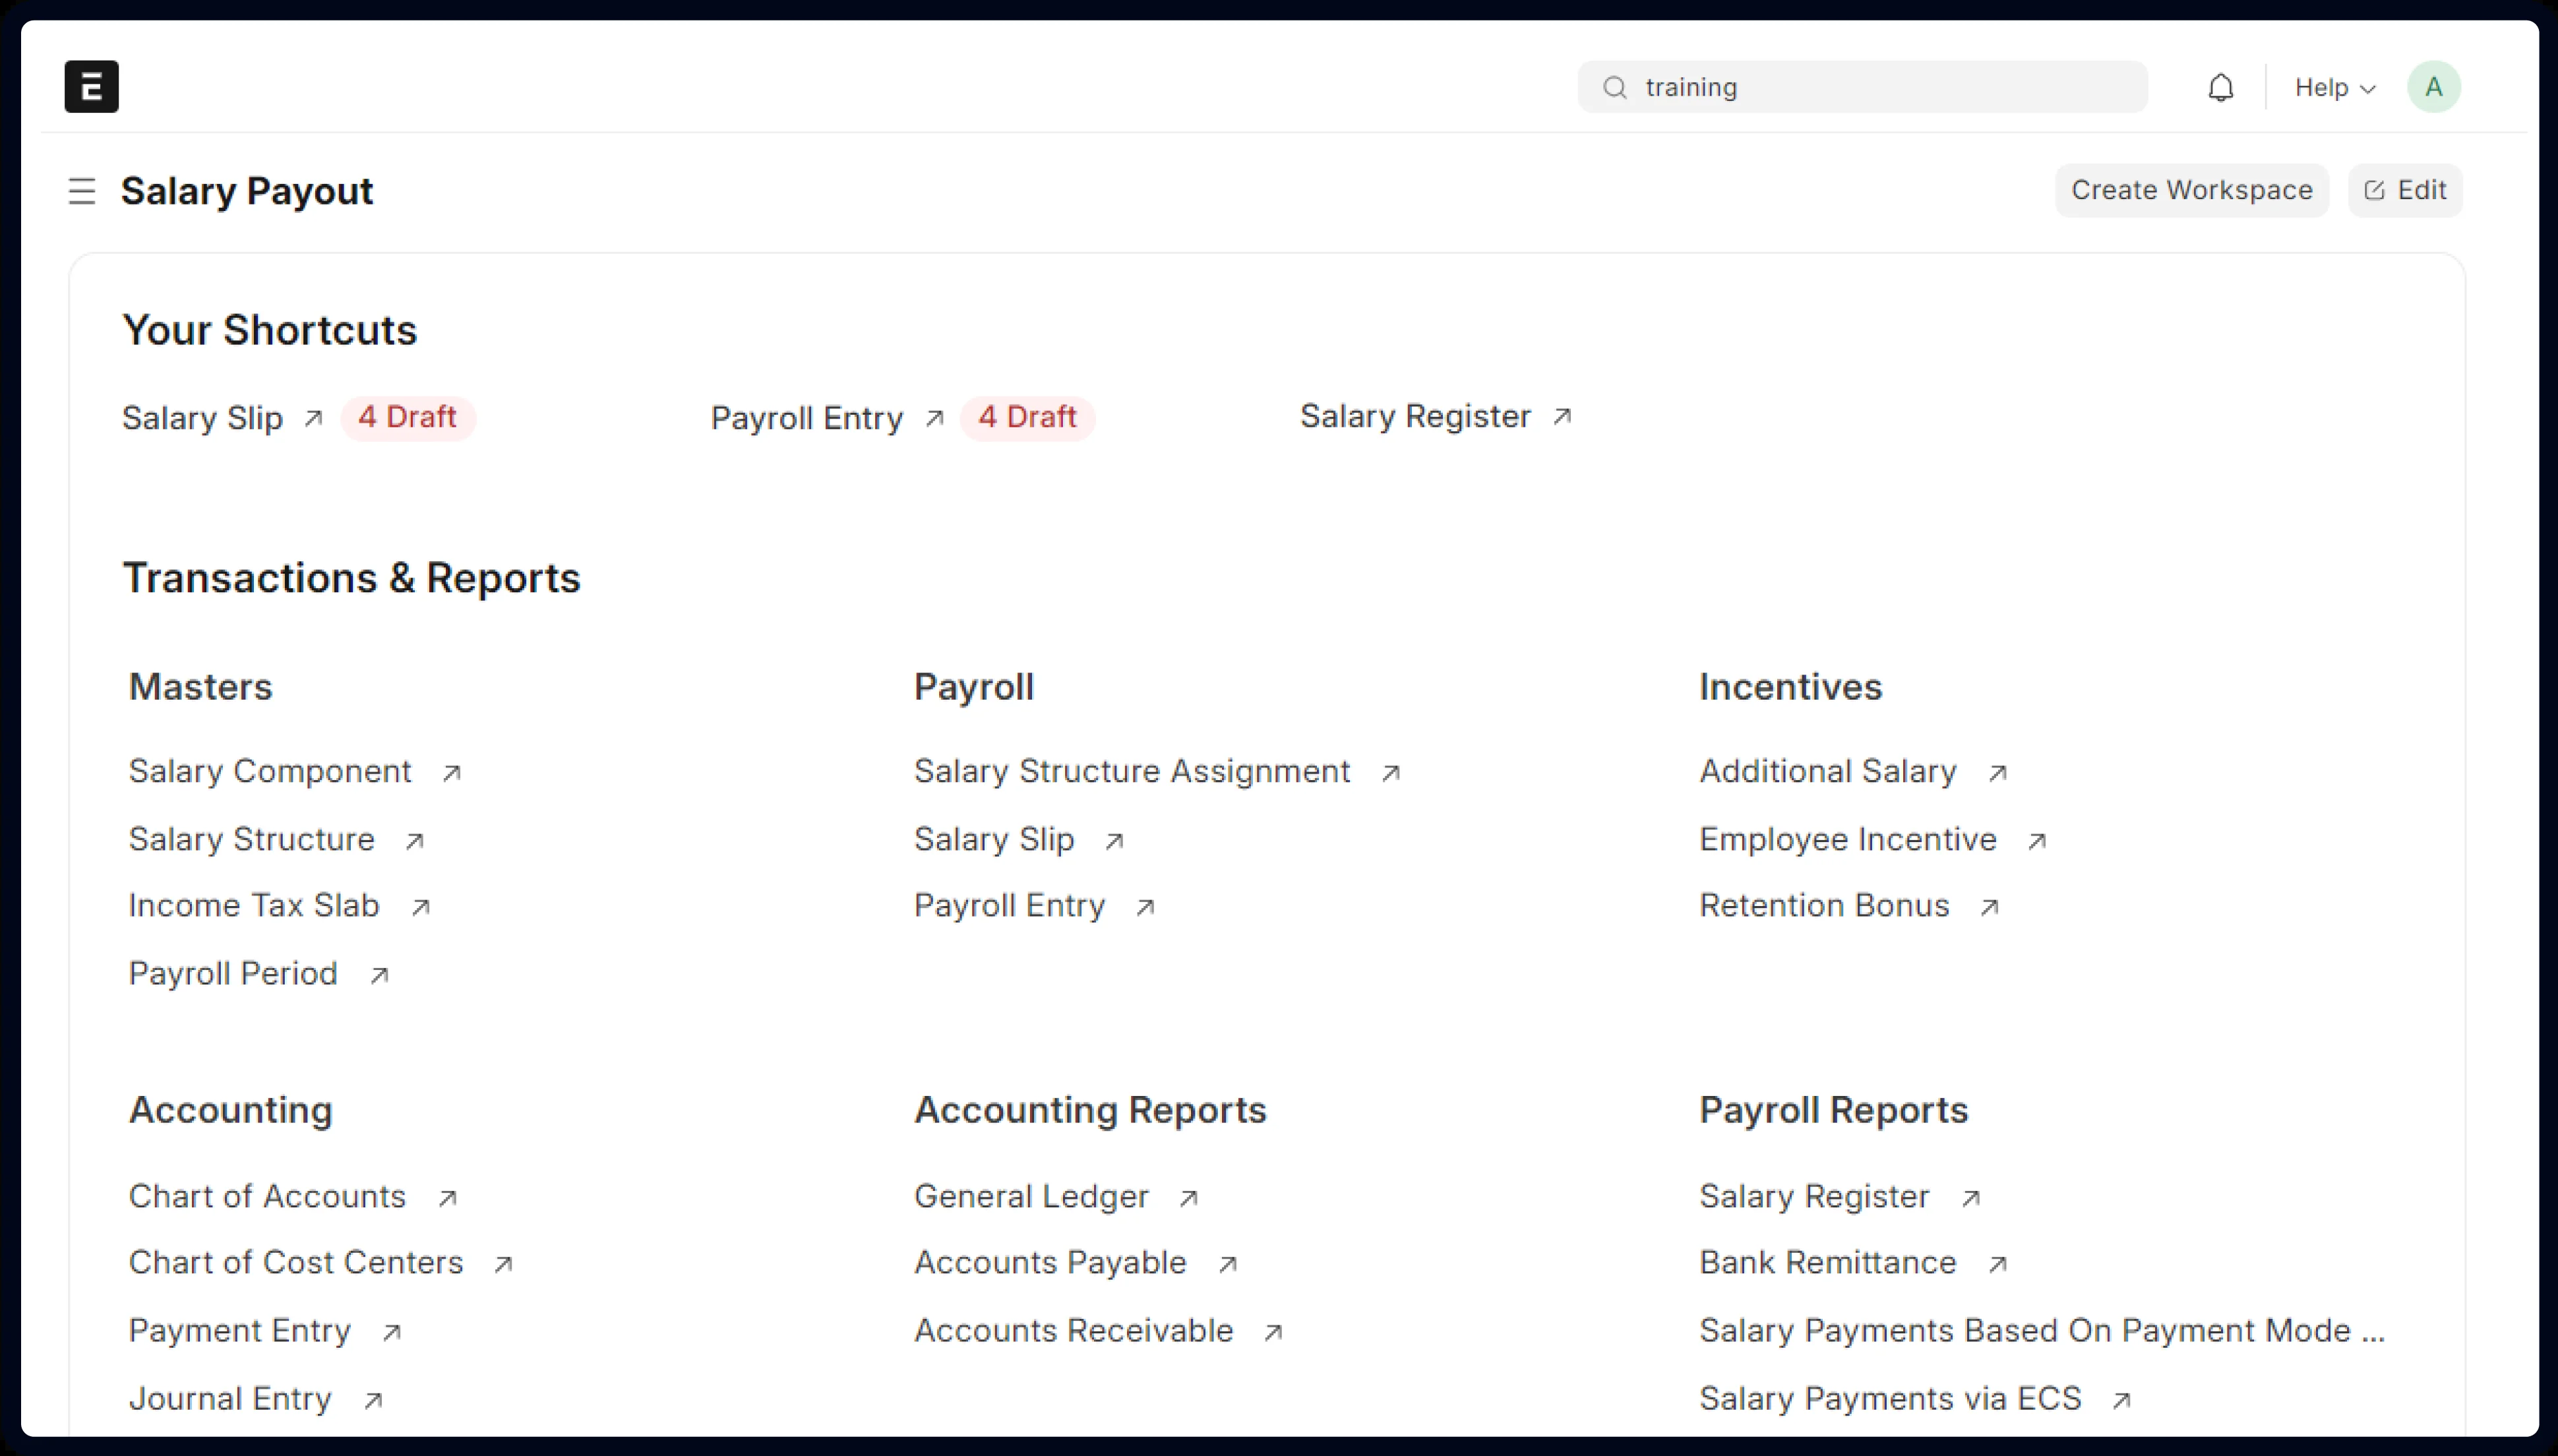 E
training
Help
A
Salary Payout
Create Workspace
Edit
Your Shortcuts
Salary Slip 4 Draft
Payroll Entry 4 Draft
Salary Register
Transactions & Reports
Masters
Salary Component
Salary Structure
Income Tax Slab
Payroll Period
Payroll
Salary Structure Assignment
Salary Slip
Payroll Entry
Incentives
Additional Salary
Employee Incentive
Retention Bonus
Accounting
Chart of Accounts
Chart of Cost Centers
Payment Entry
Journal Entry
Accounting Reports
General Ledger
Accounts Payable
Accounts Receivable
Payroll Reports
Salary Register
Bank Remittance
Salary Payments Based On Payment Mode ...
Salary Payments via ECS